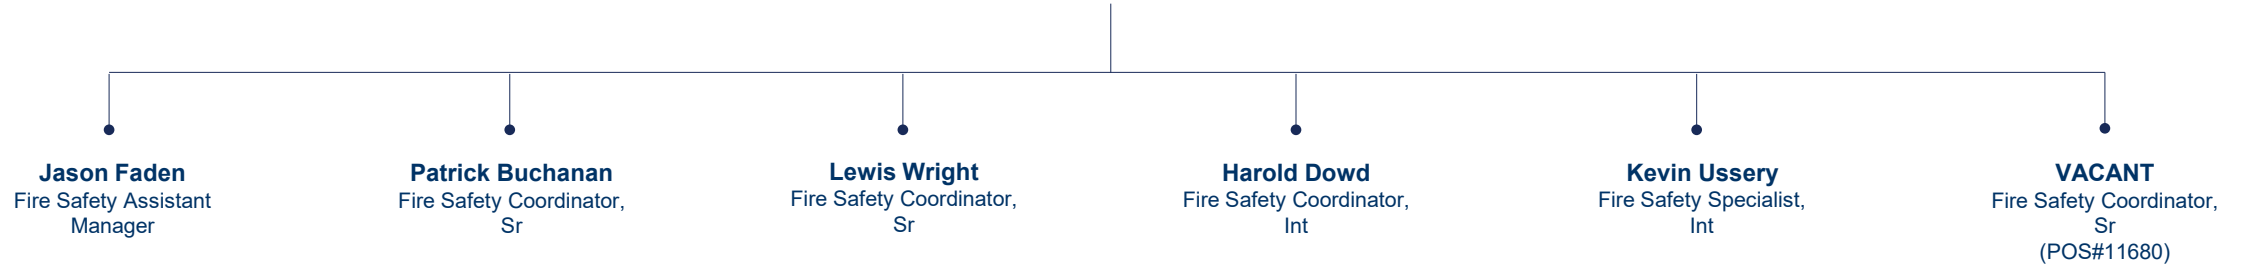 Jason Faden
Fire Safety Assistant
Manager
Patrick Buchanan
Fire Safety Coordinator,
Sr
Lewis Wright
Fire Safety Coordinator,
Sr
Harold Dowd
Fire Safety Coordinator,
Int
Kevin Ussery
Fire Safety Specialist,
Int
VACANT
Fire Safety Coordinator,
Sr
(POS#11680)